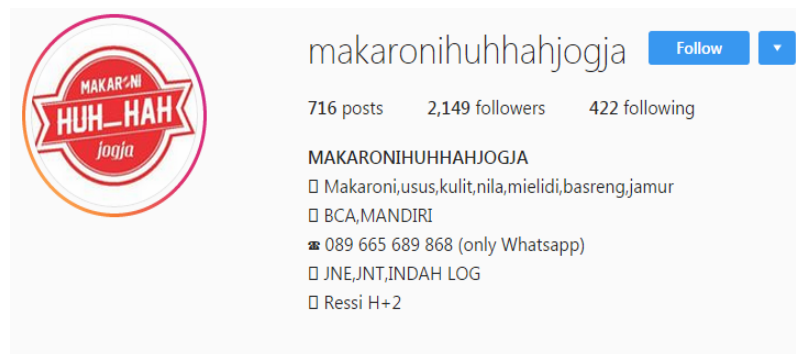 MAKARONI
HUH_HAH
jogja
makaronihuhhahjogja Follow
716 posts 2,149 followers 422 following
MAKARONIHUHHAHJOGJA
▯ Makaroni,usus,kulit,nila,mielidi,basreng,jamur
▯ BCA,MANDIRI
☎ 089 665 689 868 (only Whatsapp)
▯ JNE,JNT,INDAH LOG
▯ Ressi H+2